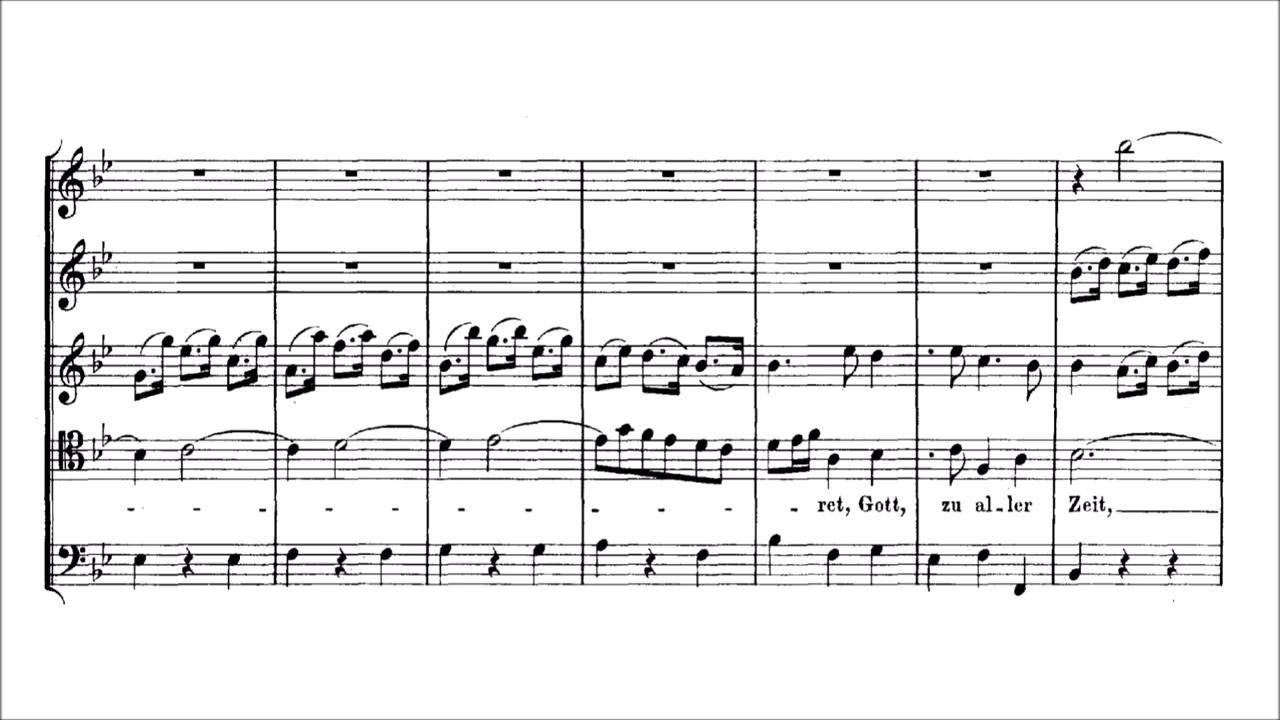 - - - - - - - ret, Gott, zu al-ler Zeit,